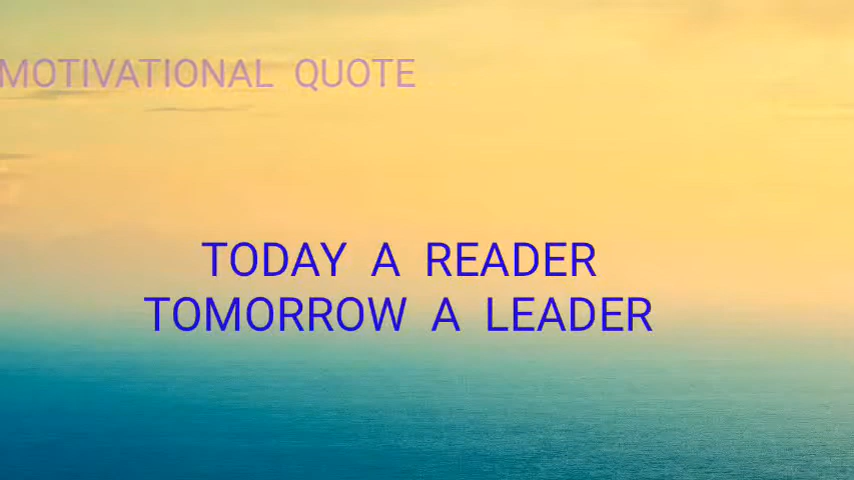 MOTIVATIONAL QUOTE
TODAY A READER
TOMORROW A LEADER